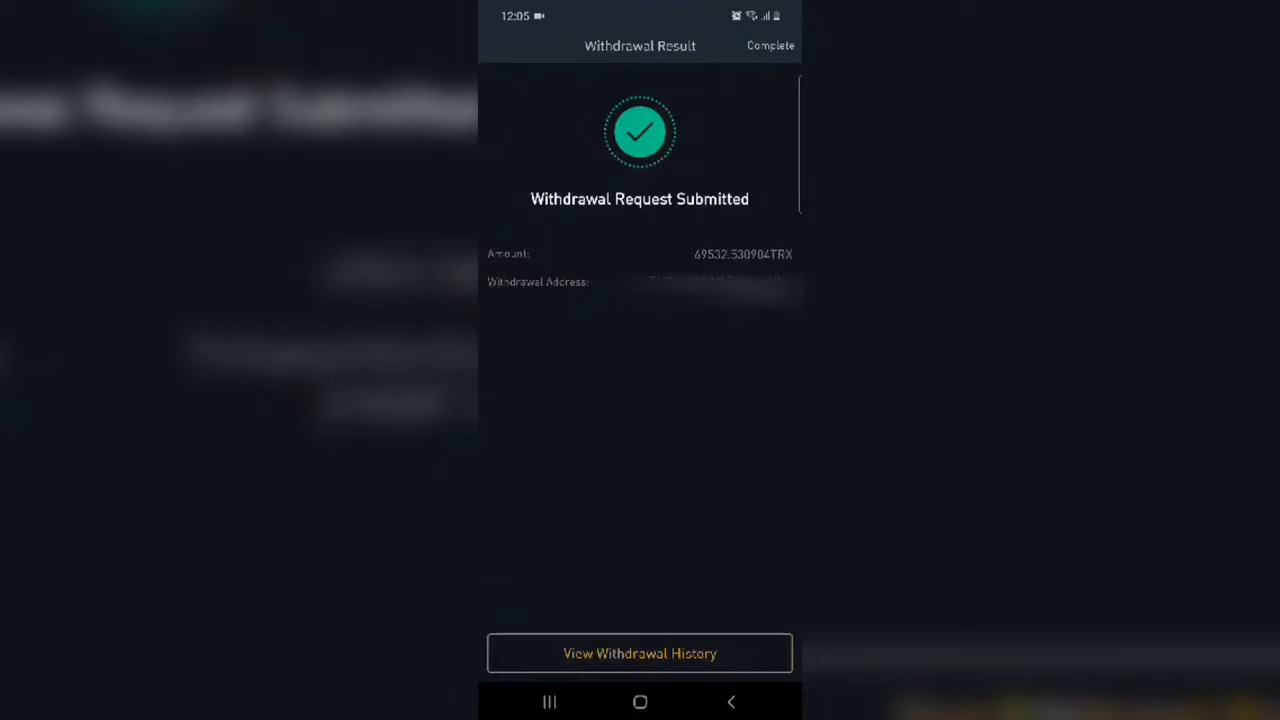 12:05
Withdrawal Result
Complete
Withdrawal Request Submitted
Amount: 69532.530904TRX
Withdrawal Address:
View Withdrawal History